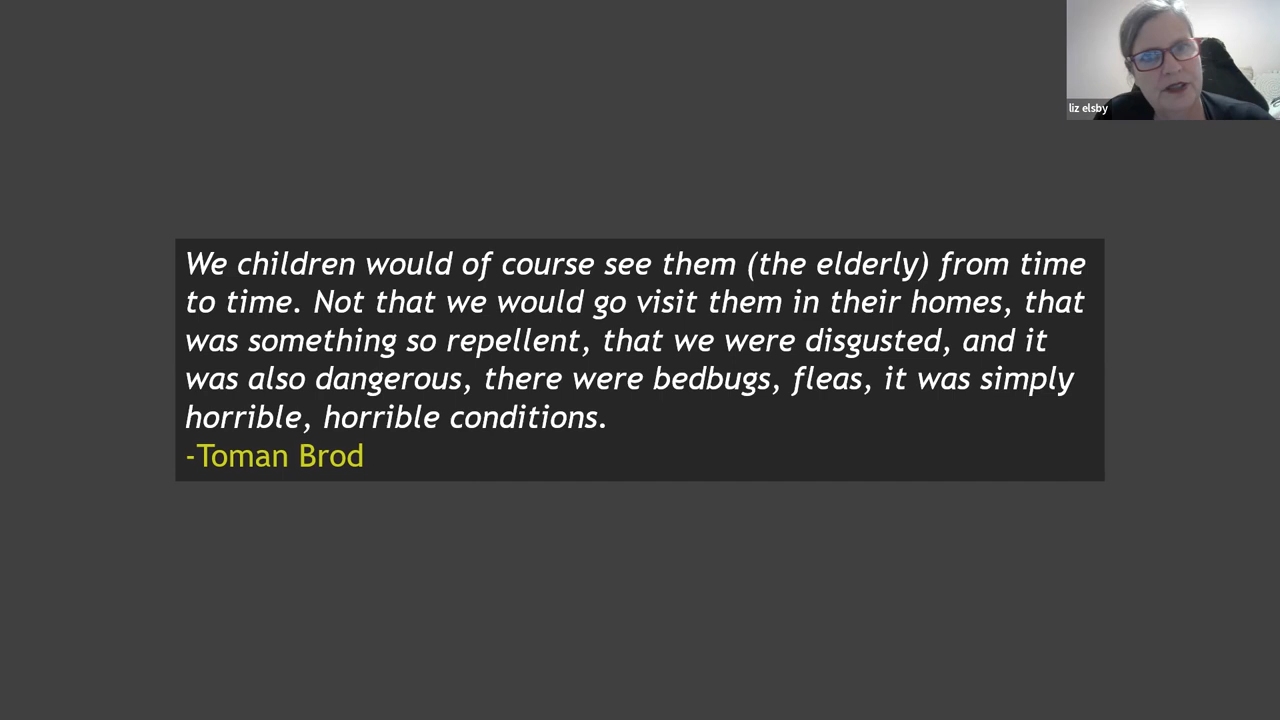 liz elsby
We children would of course see them (the elderly) from time
to time. Not that we would go visit them in their homes, that
was something so repellent, that we were disgusted, and it
was also dangerous, there were bedbugs, fleas, it was simply
horrible, horrible conditions.
-Toman Brod